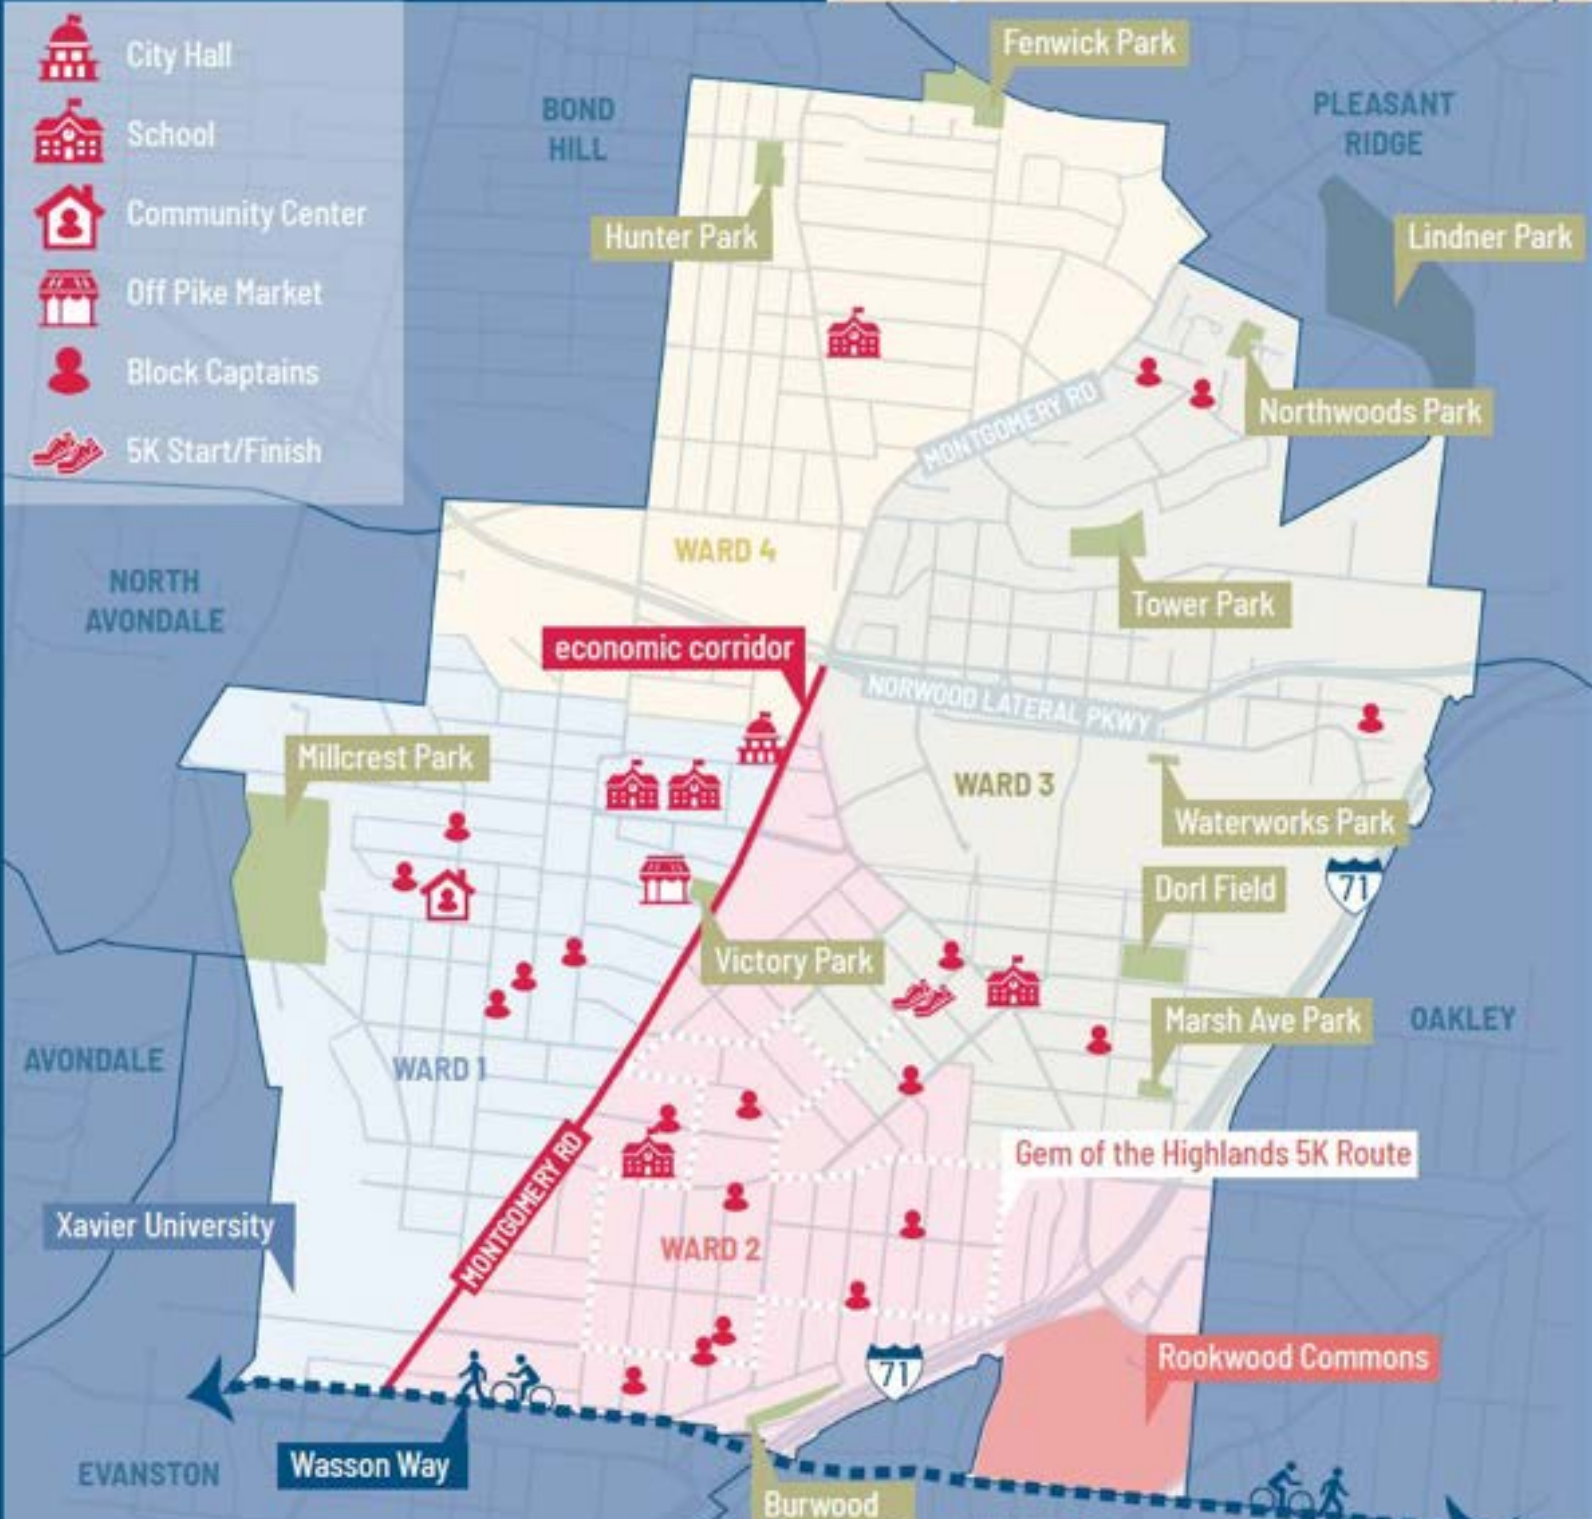 City Hall
School
Community Center
Off Pike Market
Block Captains
5K Start/Finish
Fenwick Park
BOND
HILL
PLEASANT
RIDGE
Hunter Park
Lindner Park
MONTGOMERY RD
Northwoods Park
WARD 4
NORTH
AVONDALE
Tower Park
economic corridor
NORWOOD LATERAL PKWY
Millcrest Park
WARD 3
Waterworks Park
71
Dorl Field
Victory Park
Marsh Ave Park
OAKLEY
AVONDALE
WARD 1
MONTGOMERY RD
Gem of the Highlands 5K Route
Xavier University
WARD 2
71
Rookwood Commons
EVANSTON
Wasson Way
Burwood